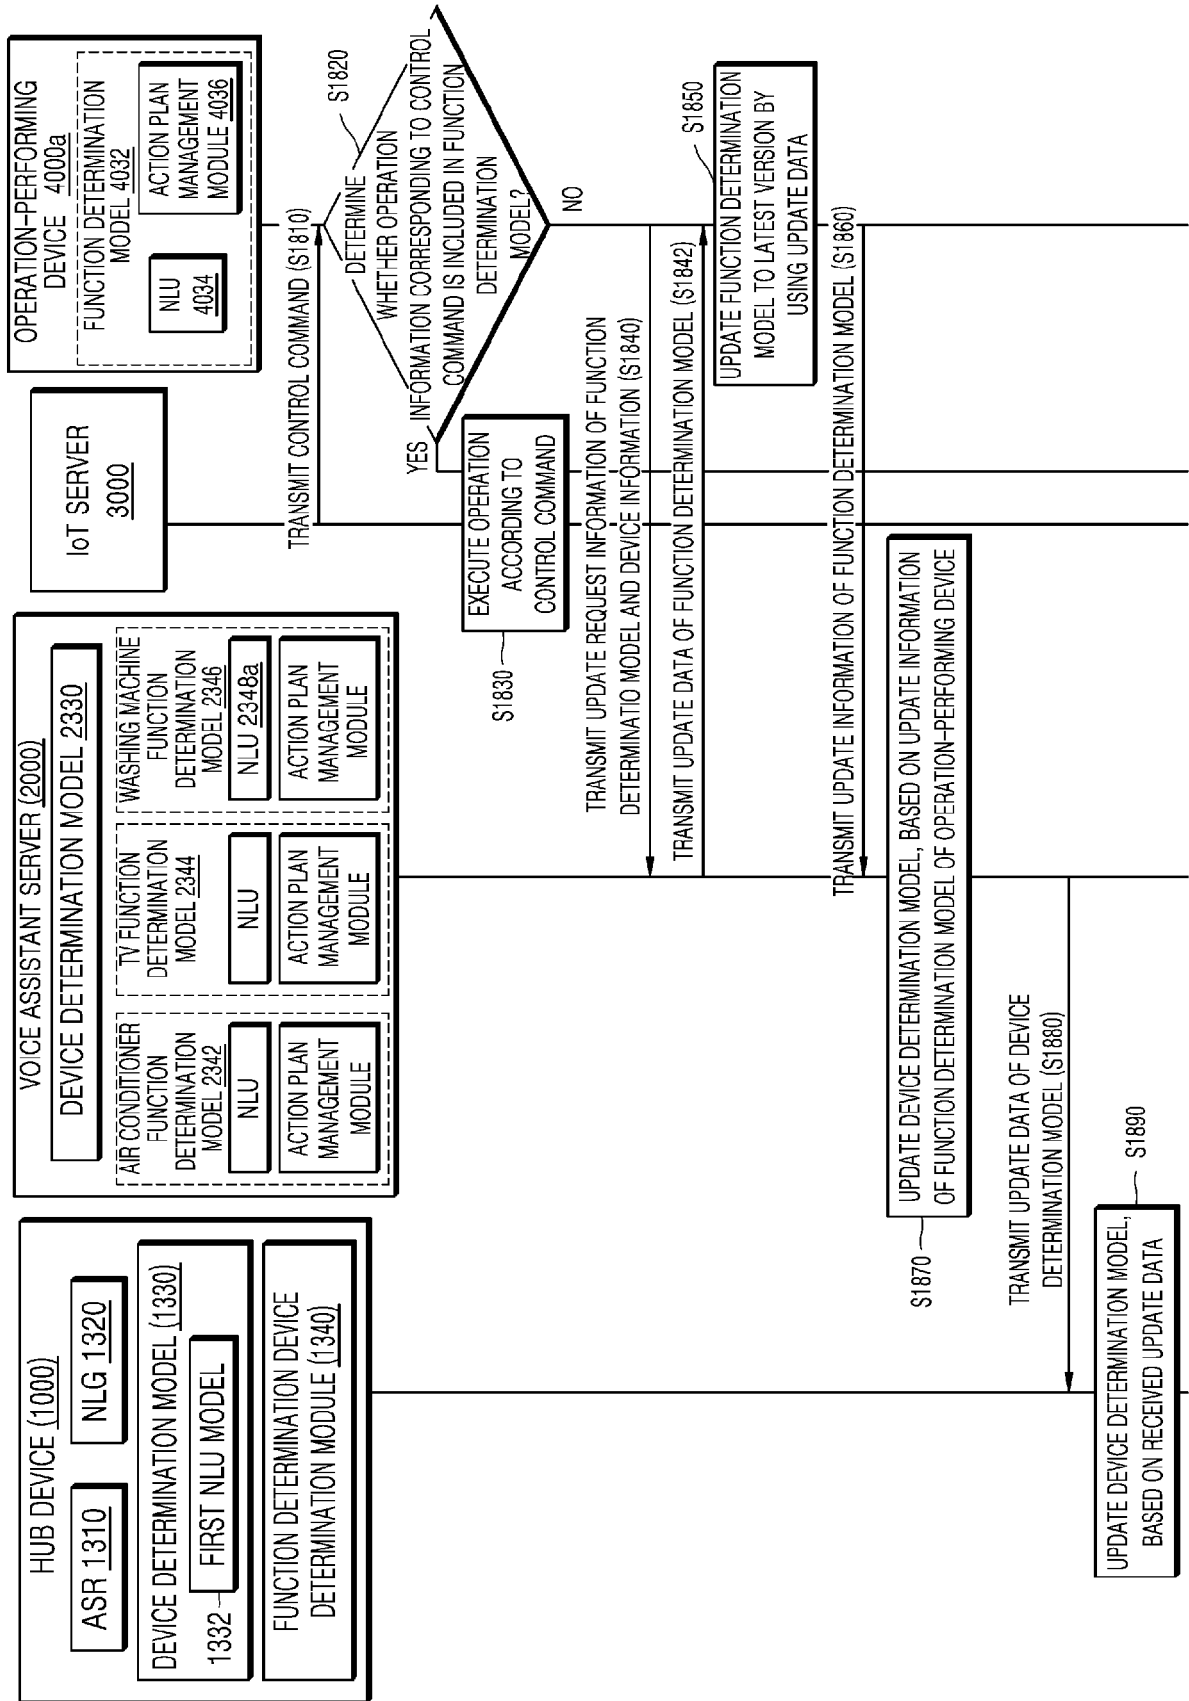 HUB DEVICE (1000)
ASR 1310
NLG 1320
DEVICE DETERMINATION MODEL (1330)
1332
FIRST NLU MODEL
FUNCTION DETERMINATION DEVICE
DETERMINATION MODULE (1340)
VOICE ASSISTANT SERVER (2000)
DEVICE DETERMINATION MODEL 2330
AIR CONDITIONER
FUNCTION
DETERMINATION
MODEL 2342
NLU
ACTION PLAN
MANAGEMENT
MODULE
TV FUNCTION
DETERMINATION
MODEL 2344
NLU
ACTION PLAN
MANAGEMENT
MODULE
WASHING MACHINE
FUNCTION
DETERMINATION
MODEL 2346
NLU 2348a
ACTION PLAN
MANAGEMENT
MODULE
IoT SERVER
3000
OPERATION-PERFORMING
DEVICE 4000a
FUNCTION DETERMINATION
MODEL 4032
NLU
4034
ACTION PLAN
MANAGEMENT
MODULE 4036
TRANSMIT CONTROL COMMAND (S1810)
S1820
DETERMINE
WHETHER OPERATION
INFORMATION CORRESPONDING TO CONTROL
COMMAND IS INCLUDED IN FUNCTION
DETERMINATION
MODEL?
YES
NO
S1830
EXECUTE OPERATION
ACCORDING TO
CONTROL COMMAND
TRANSMIT UPDATE REQUEST INFORMATION OF FUNCTION
DETERMINATIO MODEL AND DEVICE INFORMATION (S1840)
TRANSMIT UPDATE DATA OF FUNCTION DETERMINATION MODEL (S1842)
S1850
UPDATE FUNCTION DETERMINATION
MODEL TO LATEST VERSION BY
USING UPDATE DATA
TRANSMIT UPDATE INFORMATION OF FUNCTION DETERMINATION MODEL (S1860)
S1870
UPDATE DEVICE DETERMINATION MODEL, BASED ON UPDATE INFORMATION
OF FUNCTION DETERMINATION MODEL OF OPERATION-PERFORMING DEVICE
TRANSMIT UPDATE DATA OF DEVICE
DETERMINATION MODEL (S1880)
S1890
UPDATE DEVICE DETERMINATION MODEL,
BASED ON RECEIVED UPDATE DATA